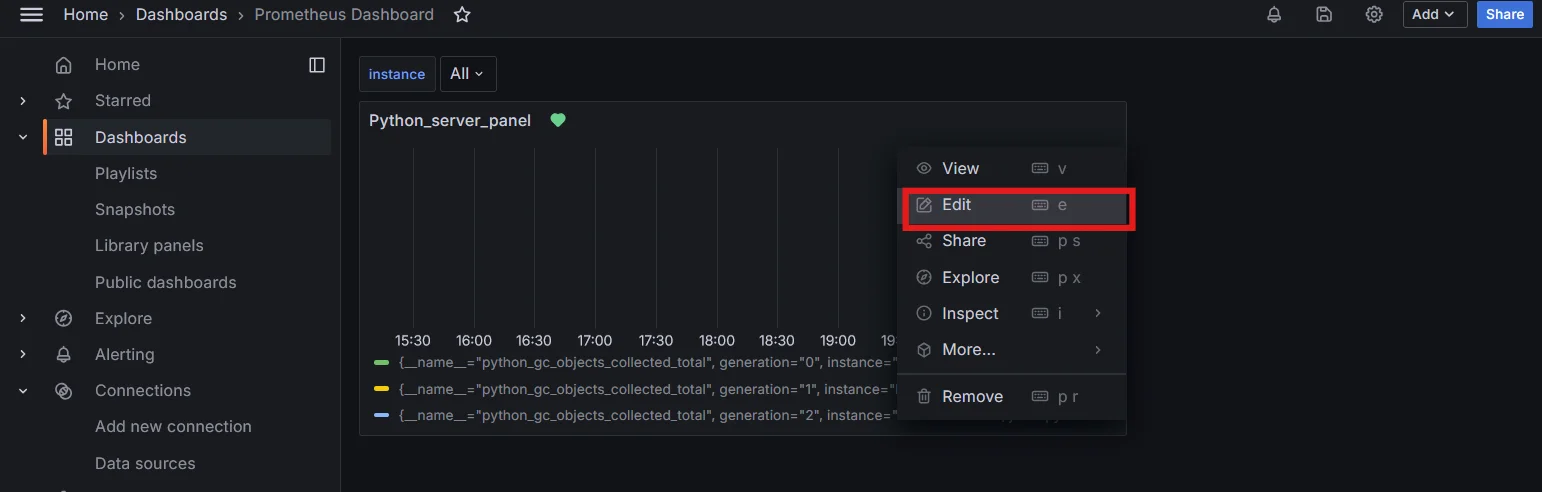 Home › Dashboards › Prometheus Dashboard
Add
Share
Home
Starred
Dashboards
Playlists
Snapshots
Library panels
Public dashboards
Explore
Alerting
Connections
Add new connection
Data sources
instance All
Python_server_panel
15:30 16:00 16:30 17:00 17:30 18:00 18:30 19:00 19
{__name__="python_gc_objects_collected_total", generation="0", instance="
{__name__="python_gc_objects_collected_total", generation="1", instance=
{__name__="python_gc_objects_collected_total", generation="2", instance="
View v
Edit e
Share p s
Explore p x
Inspect i
More...
Remove p r